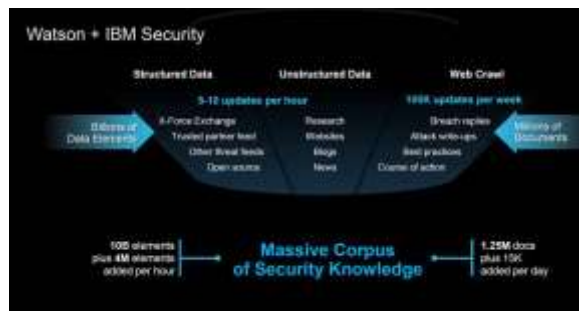 Watson + IBM Security
Structured Data
Unstructured Data
Web Crawl
5-12 updates per hour
100K updates per week
Billions of
Data Elements
X-Force Exchange
Trusted partner feed
Other threat feeds
Open source
Research
Websites
Blogs
News
Breach replies
Attack write-ups
Best practices
Course of action
Millions of
Documents
10B elements
plus 4M elements
added per hour
Massive Corpus
of Security Knowledge
1.25M docs
plus 15K
added per day